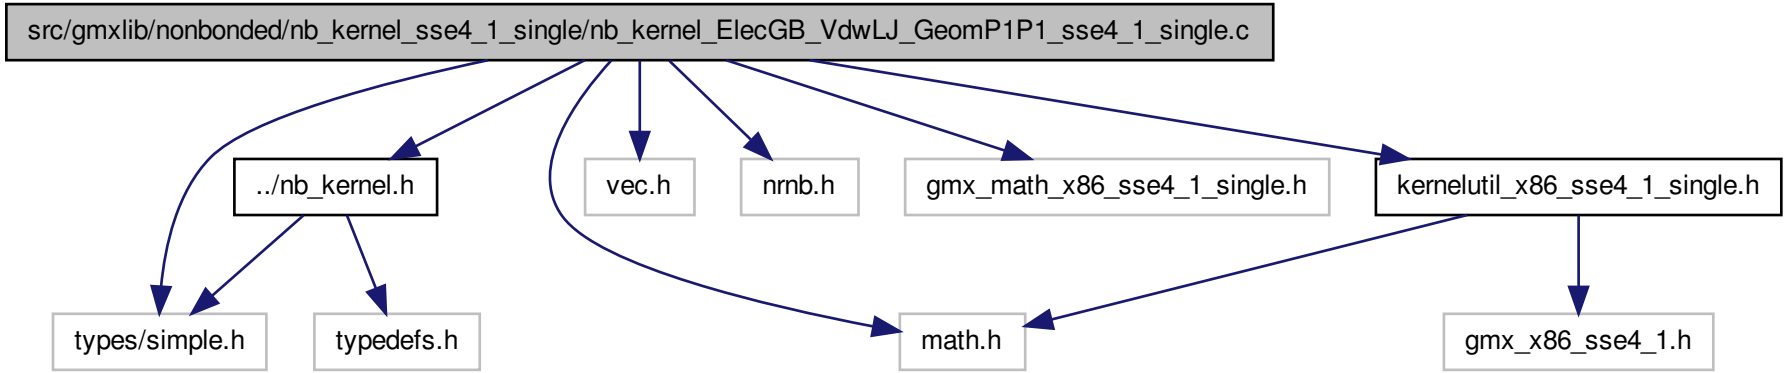 src/gmxlib/nonbonded/nb_kernel_sse4_1_single/nb_kernel_ElecGB_VdwLJ_GeomP1P1_sse4_1_single.c
../nb_kernel.h
vec.h
nrnb.h
gmx_math_x86_sse4_1_single.h
kernelutil_x86_sse4_1_single.h
types/simple.h
typedefs.h
math.h
gmx_x86_sse4_1.h